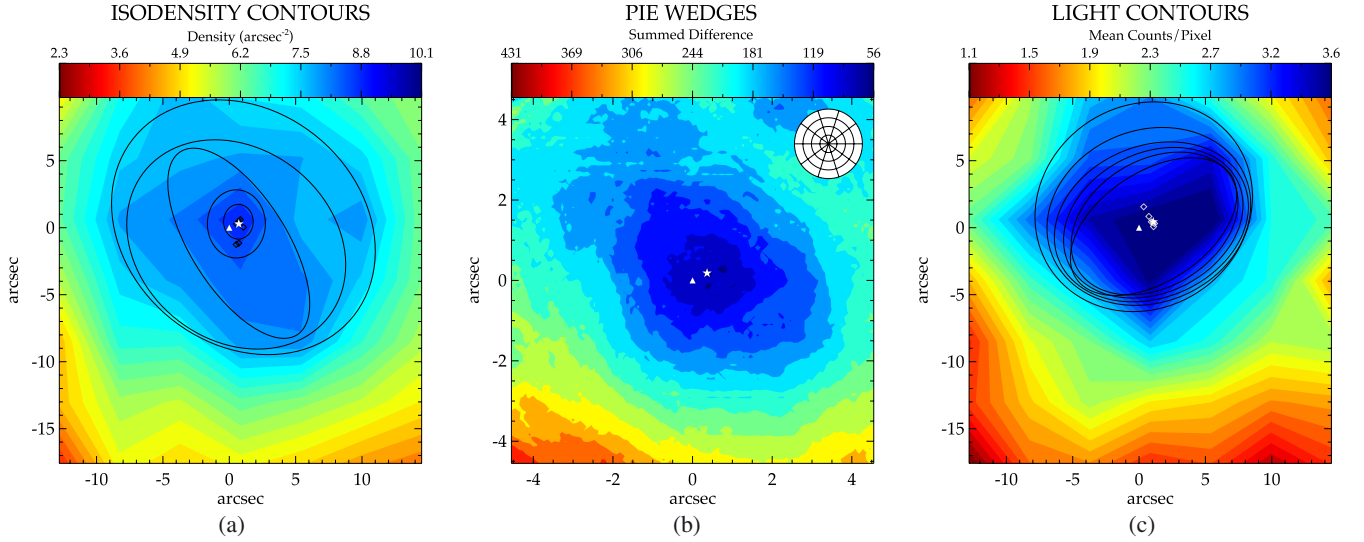 ISODENSITY CONTOURS
Density (arcsec-2)
2.3 3.6 4.9 6.2 7.5 8.8 10.1
5
0
-5
-10
-15
arcsec
-10 -5 0 5 10
arcsec
(a)
PIE WEDGES
Summed Difference
431 369 306 244 181 119 56
4
2
0
-2
-4
arcsec
-4 -2 0 2 4
arcsec
(b)
LIGHT CONTOURS
Mean Counts/Pixel
1.1 1.5 1.9 2.3 2.7 3.2 3.6
5
0
-5
-10
-15
arcsec
-10 -5 0 5 10
arcsec
(c)